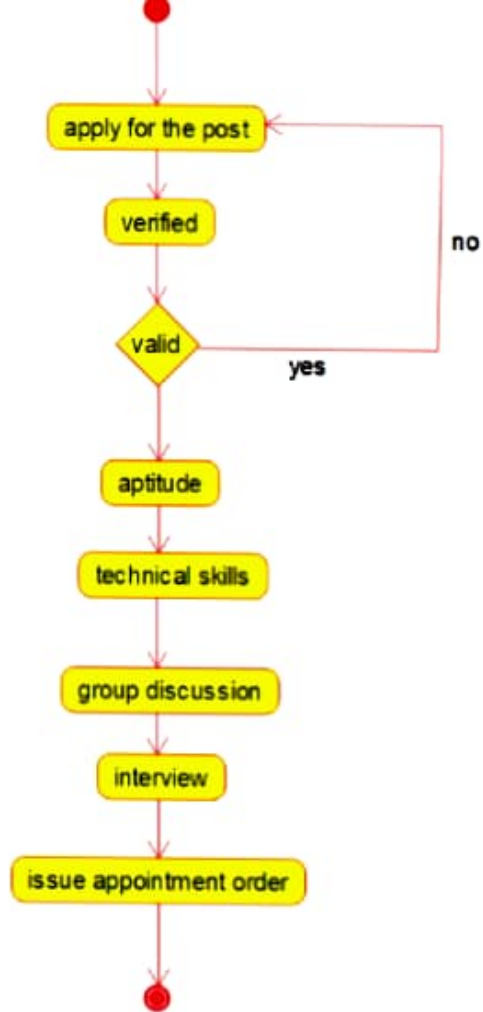 apply for the post
verified
no
valid
yes
aptitude
technical skills
group discussion
interview
issue appointment order